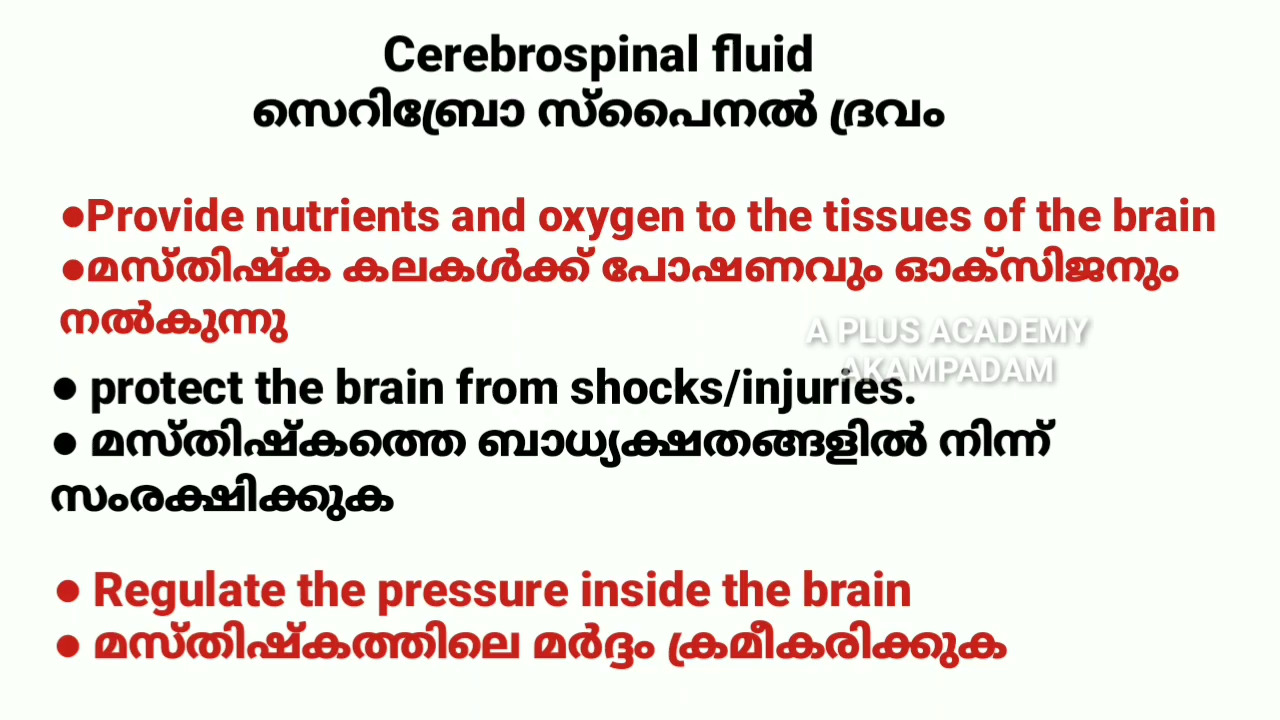 Cerebrospinal fluid
സെറിബ്രോ സ്പൈനൽ ദ്രവം
●Provide nutrients and oxygen to the tissues of the brain
●മസ്തിഷ്ക കലകൾക്ക് പോഷണവും ഓക്സിജനും
നൽകുന്നു
A PLUS ACADEMY
AKAMPADAM
● protect the brain from shocks/injuries.
● മസ്തിഷ്കത്തെ ബാധ്യക്ഷതങ്ങളിൽ നിന്ന്
സംരക്ഷിക്കുക
● Regulate the pressure inside the brain
● മസ്തിഷ്കത്തിലെ മർദ്ദം ക്രമീകരിക്കുക